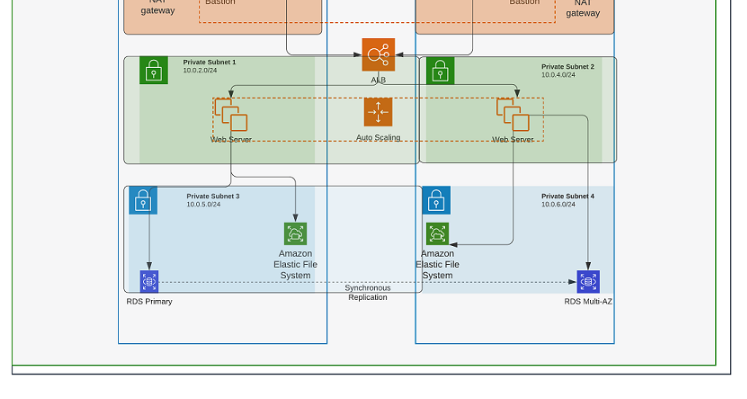 NAT
gateway
Bastion
Bastion
NAT
gateway
Private Subnet 1
10.0.2.0/24
ALB
Private Subnet 2
10.0.4.0/24
Web Server
Auto Scaling
Web Server
Private Subnet 3
10.0.5.0/24
Private Subnet 4
10.0.6.0/24
Amazon
Elastic File
System
Amazon
Elastic File
System
Synchronous
Replication
RDS Primary
RDS Multi-AZ